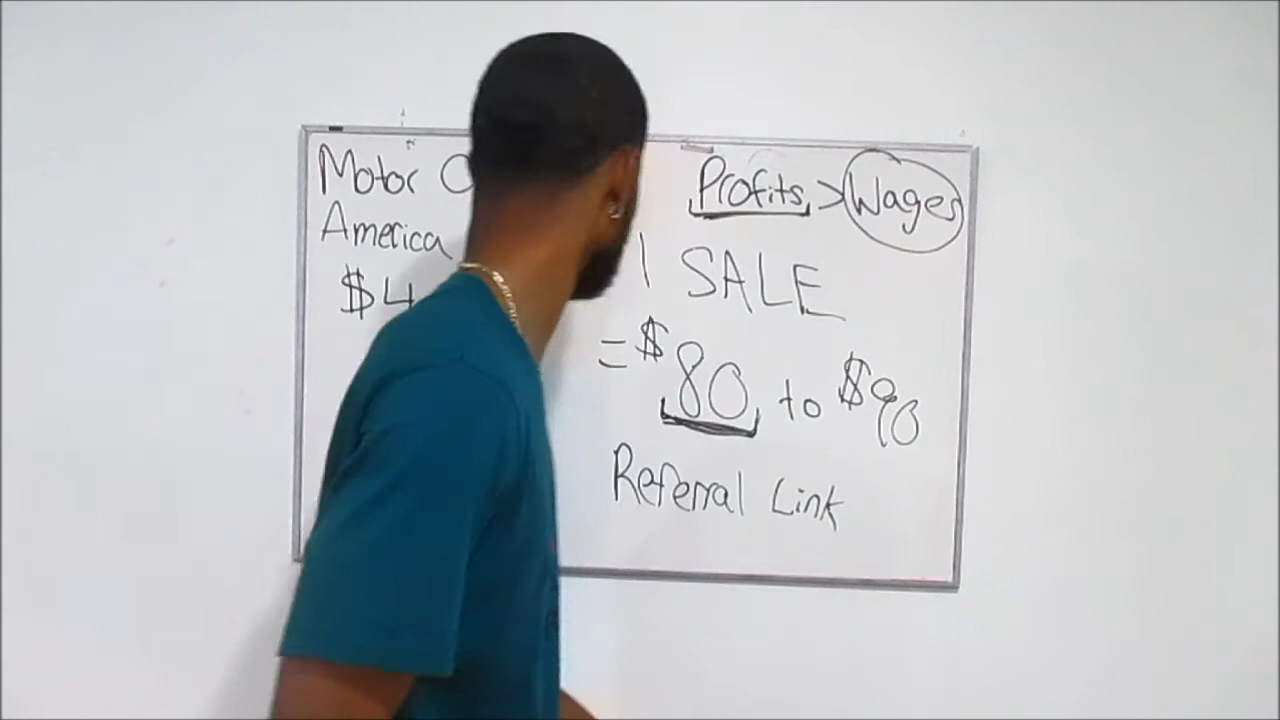 Motor
America
$4
Profits > Wages
1 SALE
= $80 to $90
Referral Link